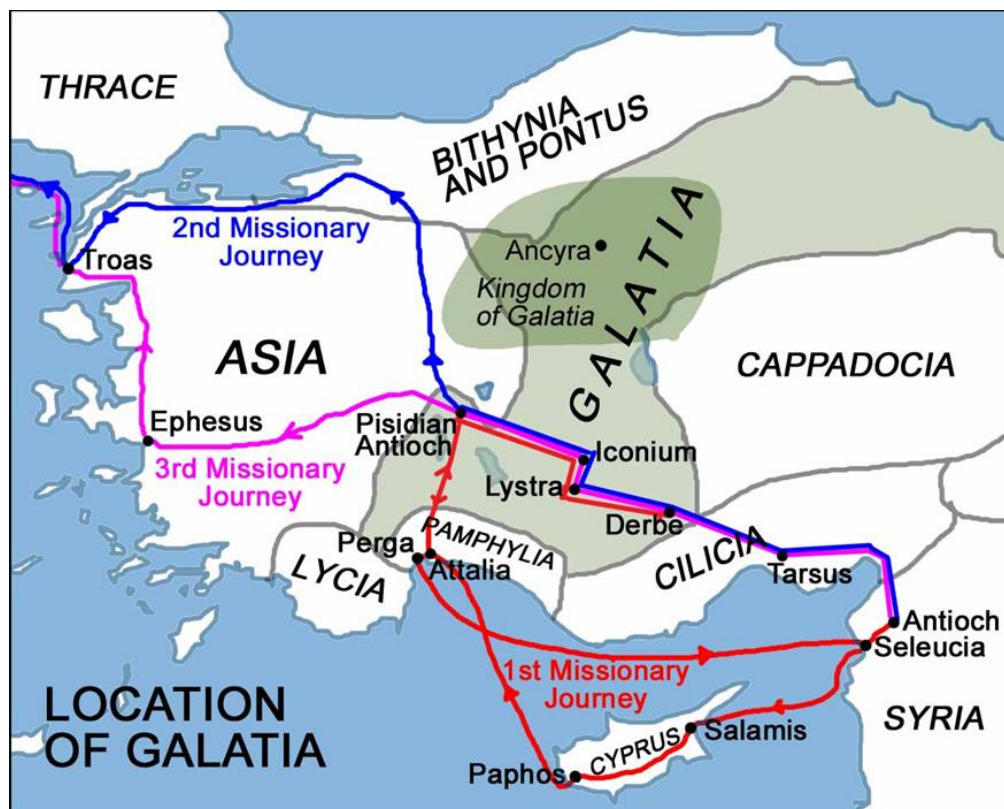 THRACE
BITHYNIA
AND PONTUS
2nd Missionary
Journey
Troas
Ancyra
Kingdom
of Galatia
GALATIA
ASIA
CAPPADOCIA
Ephesus
Pisidian
Antioch
3rd Missionary
Journey
Iconium
Lystra
Derbe
PAMPHYLIA
Perga
Attalia
LYCIA
CILICIA
Tarsus
Antioch
Seleucia
1st Missionary
Journey
LOCATION
OF GALATIA
SYRIA
Salamis
CYPRUS
Paphos